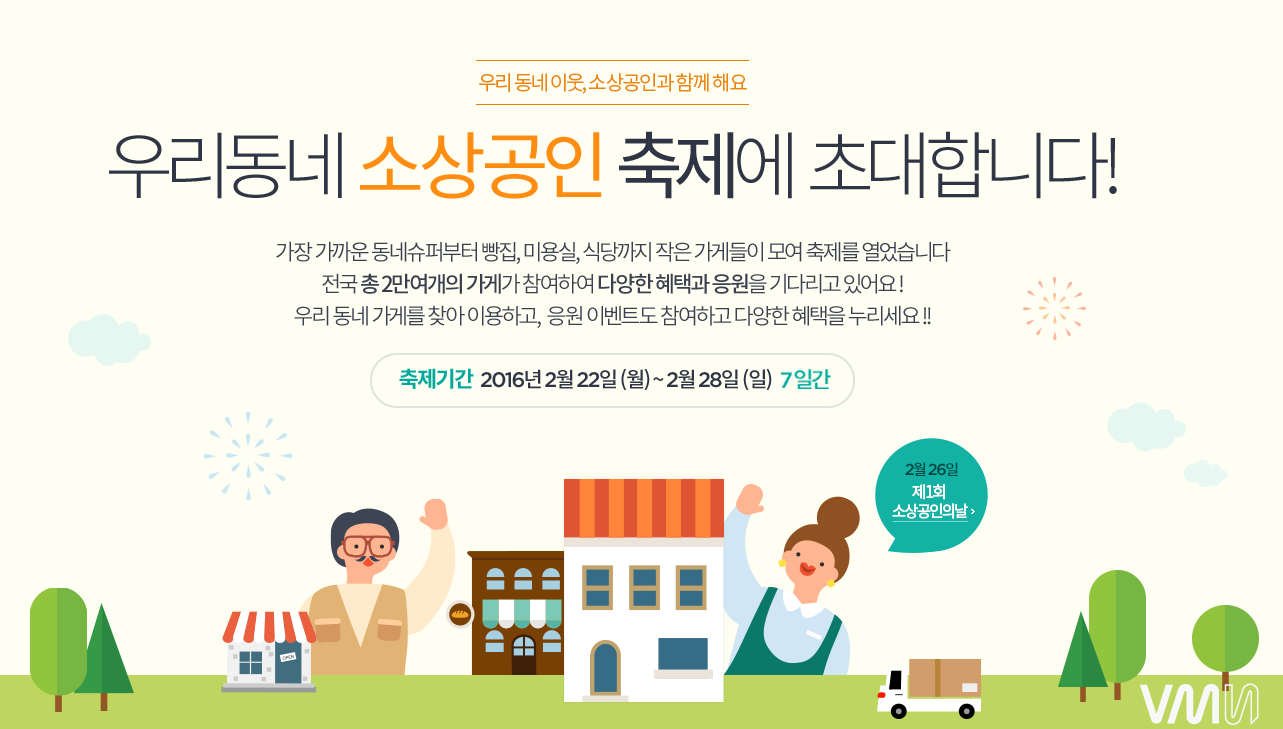 우리 동네 이웃, 소상공인과 함께 해요
우리동네 소상공인 축제에 초대합니다!
가장 가까운 동네슈퍼부터 빵집, 미용실, 식당까지 작은 가게들이 모여 축제를 열었습니다
전국 총 2만여개의 가게가 참여하여 다양한 혜택과 응원을 기다리고 있어요!
우리 동네 가게를 찾아 이용하고, 응원 이벤트도 참여하고 다양한 혜택을 누리세요!!
축제기간 2016년 2월 22일 (월) ~ 2월 28일 (일) 7일간
2월 26일
제1회
소상공인의날 ›
OPEN